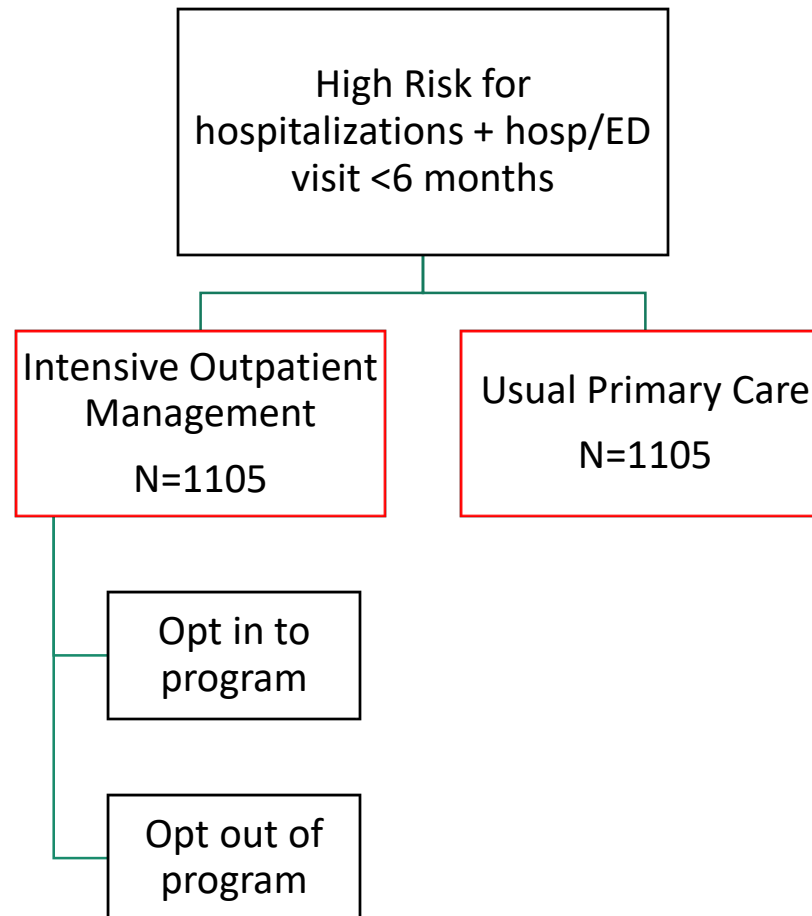 High Risk for
hospitalizations + hosp/ED
visit <6 months
Intensive Outpatient
Management
N=1105
Usual Primary Care
N=1105
Opt in to
program
Opt out of
program